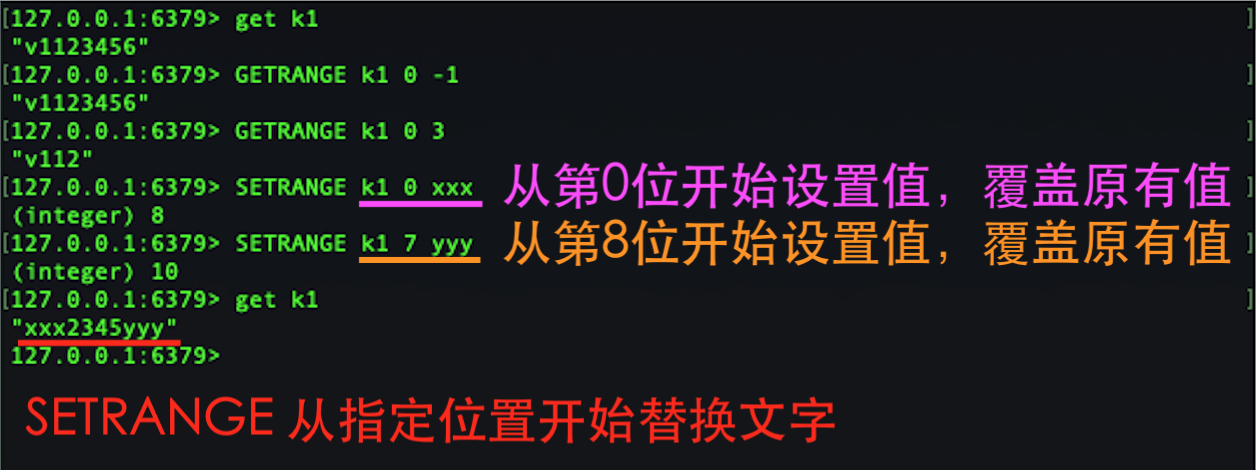 [127.0.0.1:6379> get k1 ]
"v1123456"
[127.0.0.1:6379> GETRANGE k1 0 -1 ]
"v1123456"
[127.0.0.1:6379> GETRANGE k1 0 3 ]
"v112"
[127.0.0.1:6379> SETRANGE k1 0 xxx 从第0位开始设置值，覆盖原有值 ]
(integer) 8
[127.0.0.1:6379> SETRANGE k1 7 yyy 从第8位开始设置值，覆盖原有值 ]
(integer) 10
[127.0.0.1:6379> get k1 ]
"xxx2345yyy"
127.0.0.1:6379>
SETRANGE 从指定位置开始替换文字